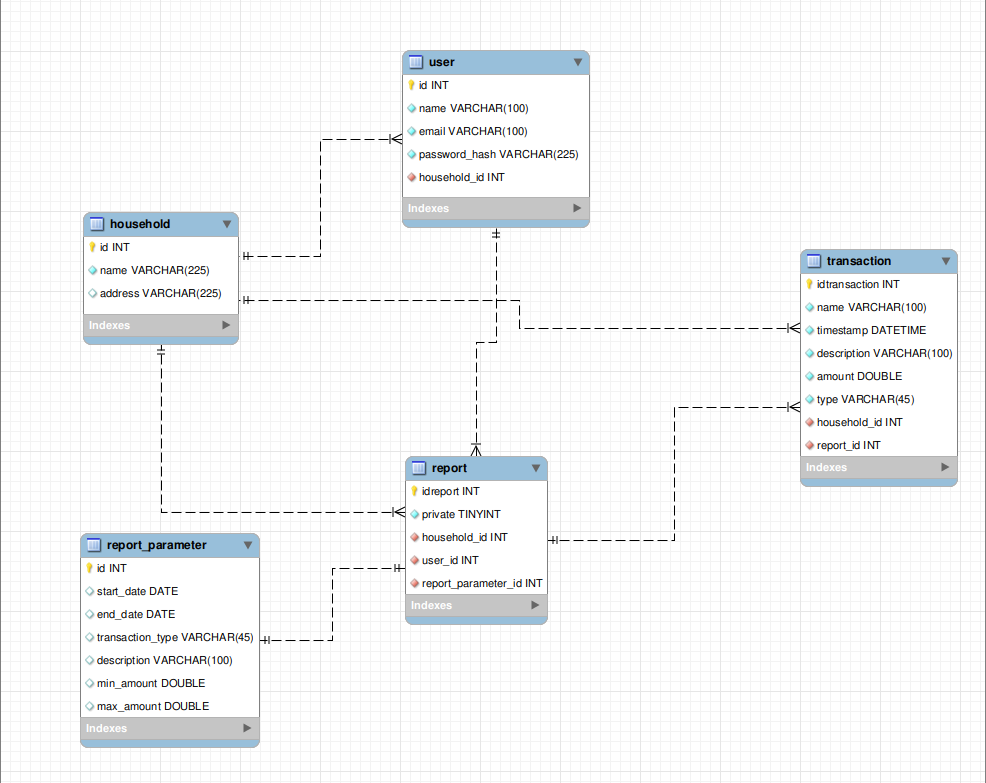 user
id INT
name VARCHAR(100)
email VARCHAR(100)
password_hash VARCHAR(225)
household_id INT
Indexes
household
id INT
name VARCHAR(225)
address VARCHAR(225)
Indexes
transaction
idtransaction INT
name VARCHAR(100)
timestamp DATETIME
description VARCHAR(100)
amount DOUBLE
type VARCHAR(45)
household_id INT
report_id INT
Indexes
report
idreport INT
private TINYINT
household_id INT
user_id INT
report_parameter_id INT
Indexes
report_parameter
id INT
start_date DATE
end_date DATE
transaction_type VARCHAR(45)
description VARCHAR(100)
min_amount DOUBLE
max_amount DOUBLE
Indexes